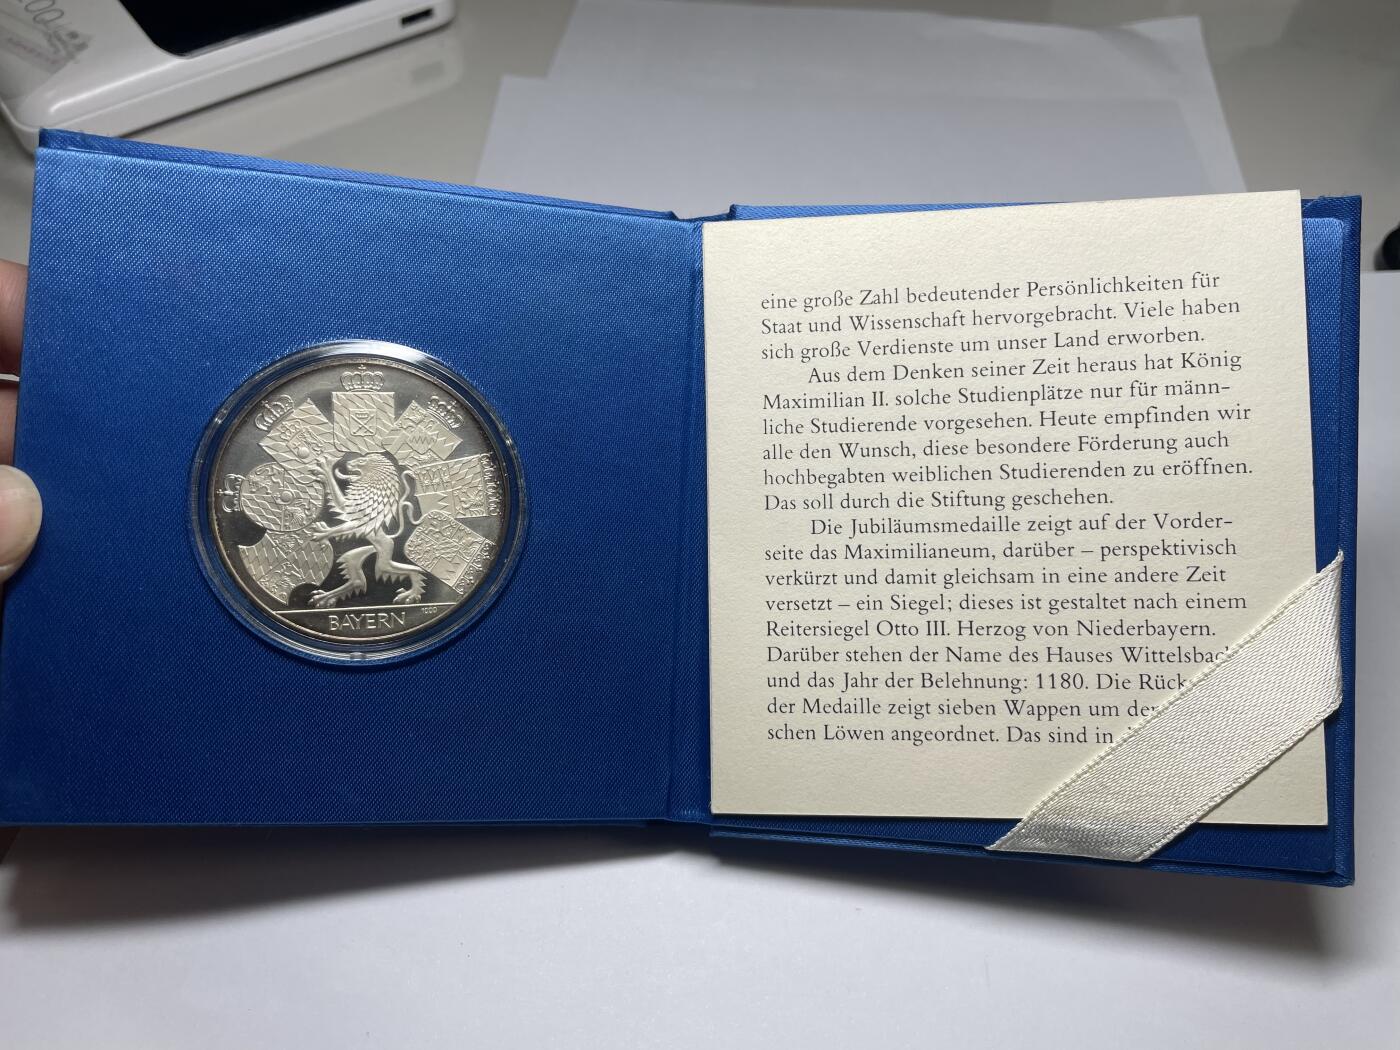 BAYERN
1000
eine große Zahl bedeutender Persönlichkeiten für
Staat und Wissenschaft hervorgebracht. Viele haben
sich große Verdienste um unser Land erworben.
Aus dem Denken seiner Zeit heraus hat König
Maximilian II. solche Studienplätze nur für männ-
liche Studierende vorgesehen. Heute empfinden wir
alle den Wunsch, diese besondere Förderung auch
hochbegabten weiblichen Studierenden zu eröffnen.
Das soll durch die Stiftung geschehen.
Die Jubiläumsmedaille zeigt auf der Vorder-
seite das Maximilianeum, darüber – perspektivisch
verkürzt und damit gleichsam in eine andere Zeit
versetzt – ein Siegel; dieses ist gestaltet nach einem
Reitersiegel Otto III. Herzog von Niederbayern.
Darüber stehen der Name des Hauses Wittelsbac
und das Jahr der Belehnung: 1180. Die Rück
der Medaille zeigt sieben Wappen um de
schen Löwen angeordnet. Das sind in